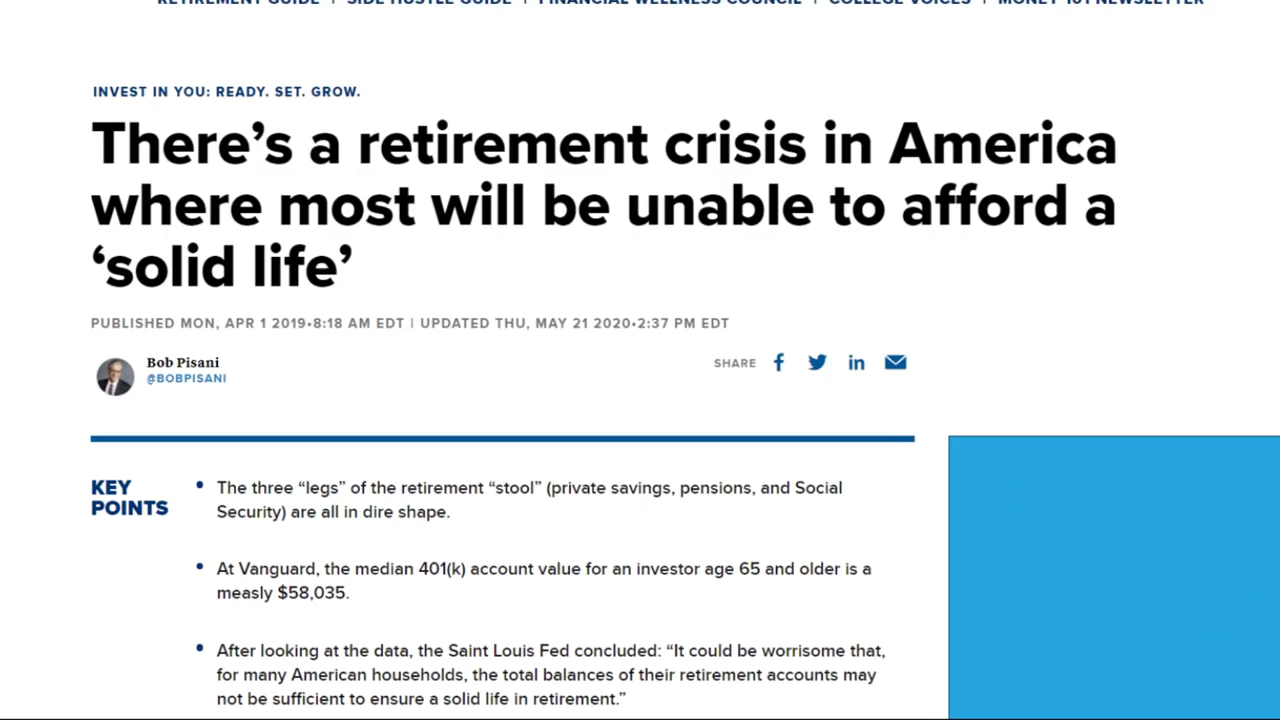 RETIREMENT GUIDE | SIDE HUSTLE GUIDE | FINANCIAL WELLNESS COUNCIL | COLLEGE VOICES | MONEY 101 NEWSLETTER
INVEST IN YOU: READY. SET. GROW.
There’s a retirement crisis in America
where most will be unable to afford a
‘solid life’
PUBLISHED MON, APR 1 2019•8:18 AM EDT | UPDATED THU, MAY 21 2020•2:37 PM EDT
Bob Pisani
@BOBPISANI
SHARE
KEY
POINTS
• The three “legs” of the retirement “stool” (private savings, pensions, and Social
Security) are all in dire shape.
• At Vanguard, the median 401(k) account value for an investor age 65 and older is a
measly $58,035.
• After looking at the data, the Saint Louis Fed concluded: “It could be worrisome that,
for many American households, the total balances of their retirement accounts may
not be sufficient to ensure a solid life in retirement.”